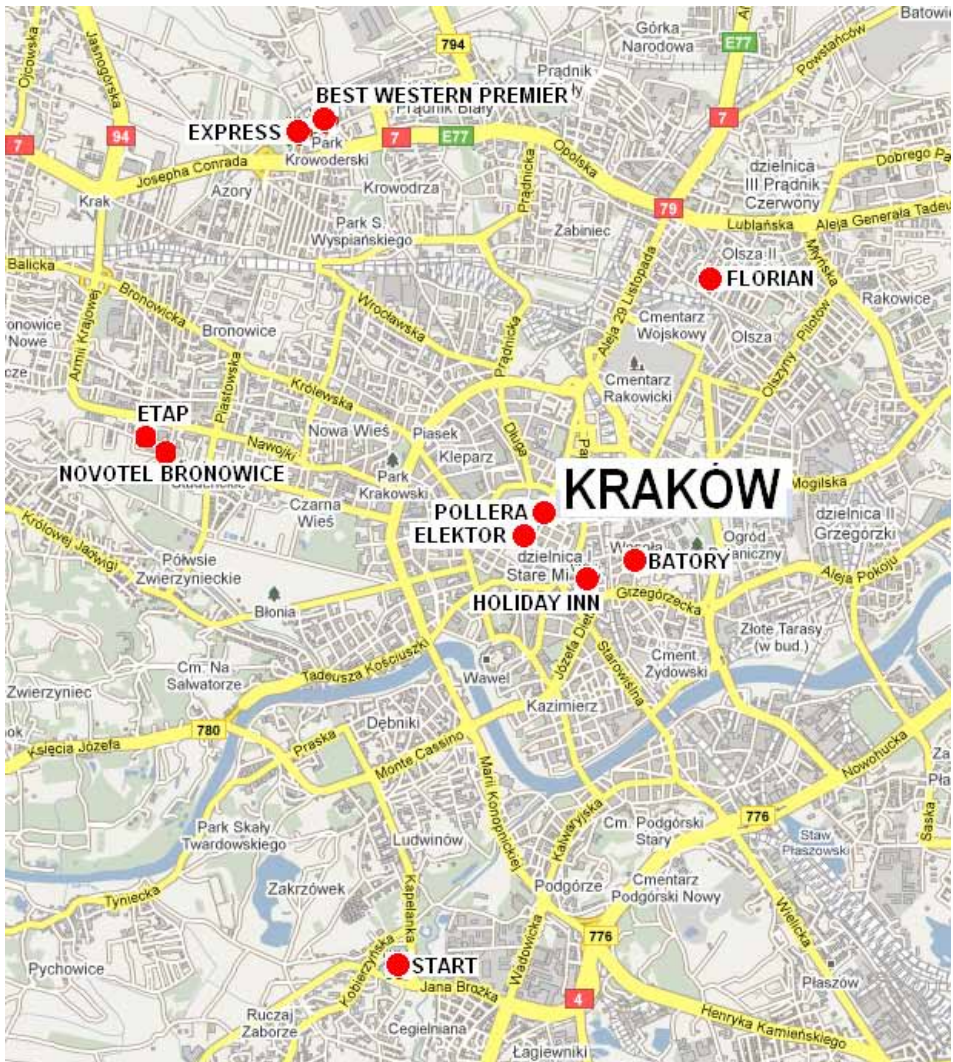 Ojcowska
Jasnogórska
794
Górka
Narodowa
E77
Batowice
Powstańców
Prądnik
BEST WESTERN PREMIER
Prądnik Biały
EXPRESS
7
94
Park
Krowoderski
7
E77
7
Josepha Conrada
Opolska
dzielnica
III Prądnik
Czerwony
Dobrego
Krak
Azory
Krowodrza
Prądnicka
79
Lublańska
Aleja Generała
Park S.
Wyspiańskiego
Żabiniec
Olsza II
Młyńska
Balicka
FLORIAN
Rakowice
Armii Krajowej
Bronowicka
Bronowice
Wrocławska
Prądnicka
Aleja 29 Listopada
Cmentarz
Wojskowy
Olsza
Olszyny
Pilotów
Nowe
Piastowska
Królewska
Cmentarz
Rakowicki
ETAP
Nawojki
Nowa Wieś
Piasek
Kleparz
Długa
NOVOTEL BRONOWICE
Park
Krakowski
KRAKÓW
Mogilska
Czarna
Wieś
POLLERA
dzielnica II
Grzegórzki
Królowej Jadwigi
ELEKTOR
Ogród
Półwsie
Zwierzynieckie
dzielnica I
Stare
BATORY
Aleja Pokoju
Błonia
HOLIDAY INN
Grzegórzecka
Złote Tarasy
(w bud.)
Cm. Na
Salwatorze
Tadeusza Kościuszki
Józefa
Starowiślna
Cment.
Żydowski
Zwierzyniec
Wawel
Kazimierz
Księcia Józefa
780
Praska
Dębniki
Monte Cassino
Nowohucka
Marii Konopnickiej
Saska
Park Skały
Twardowskiego
Ludwinów
Kalwaryjska
Cm. Podgórski
Stary
776
Staw
Płaszowski
Tyniecka
Zakrzówek
Kapelanka
Podgórze
Cmentarz
Podgórski Nowy
Wielicka
Kobierzyńska
Wadowicka
776
Pychowice
START
Jana Brożka
4
Płaszów
Ruczaj
Zaborze
Cegielniana
Łagiewniki
Henryka Kamieńskiego